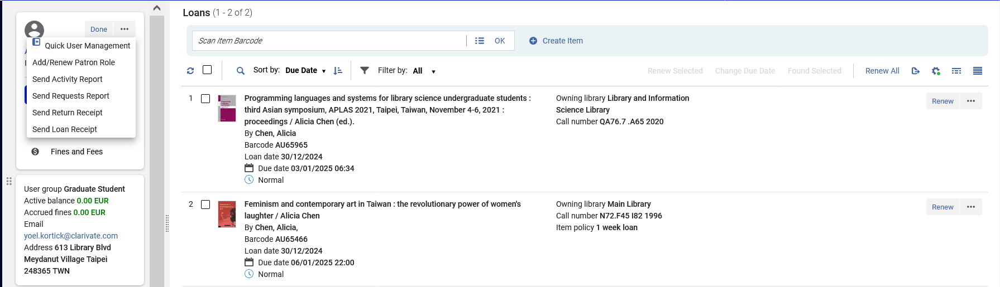 Done
Quick User Management
Add/Renew Patron Role
Send Activity Report
Send Requests Report
Send Return Receipt
Send Loan Receipt
Fines and Fees
User group Graduate Student
Active balance 0.00 EUR
Accrued fines 0.00 EUR
Email
yoel.kortick@clarivate.com
Address 613 Library Blvd
Meydanut Village Taipei
248365 TWN
Loans (1 - 2 of 2)
Scan Item Barcode OK Create Item
Sort by: Due Date Filter by: All Renew Selected Change Due Date Found Selected Renew All
1
Programming languages and systems for library science undergraduate students :
third Asian symposium, APLAS 2021, Taipei, Taiwan, November 4-6, 2021 :
proceedings / Alicia Chen (ed.).
By Chen, Alicia
Barcode AU65965
Loan date 30/12/2024
Due date 03/01/2025 06:34
Normal
Owning library Library and Information
Science Library
Call number QA76.7 .A65 2020
Renew
2
Feminism and contemporary art in Taiwan : the revolutionary power of women's
laughter / Alicia Chen
By Chen, Alicia,
Barcode AU65466
Loan date 30/12/2024
Due date 06/01/2025 22:00
Normal
Owning library Main Library
Call number N72.F45 I82 1996
Item policy 1 week loan
Renew